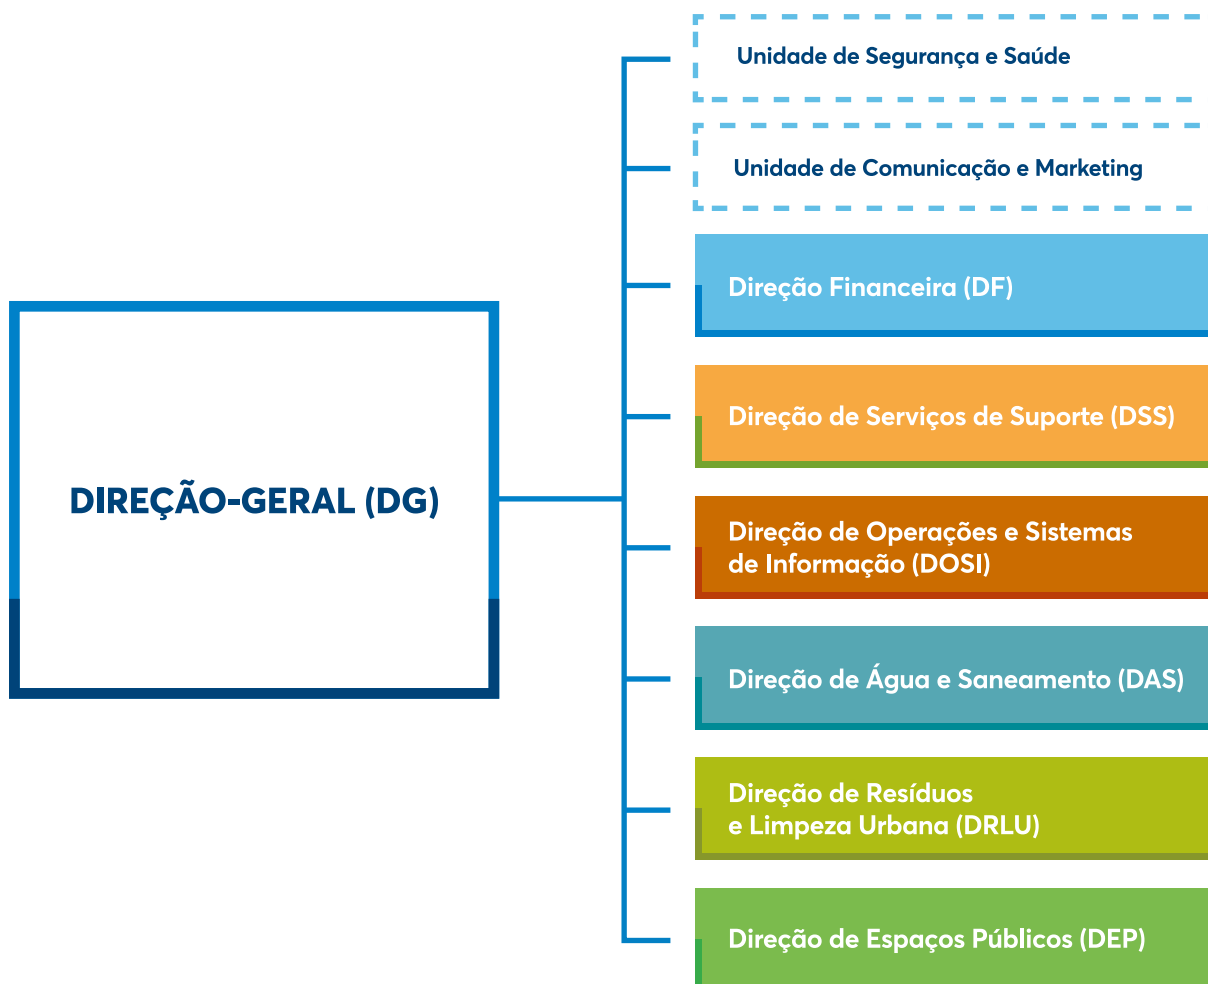 Unidade de Segurança e Saúde
Unidade de Comunicação e Marketing
Direção Financeira (DF)
Direção de Serviços de Suporte (DSS)
DIREÇÃO-GERAL (DG)
Direção de Operações e Sistemas
de Informação (DOSI)
Direção de Água e Saneamento (DAS)
Direção de Resíduos
e Limpeza Urbana (DRLU)
Direção de Espaços Públicos (DEP)